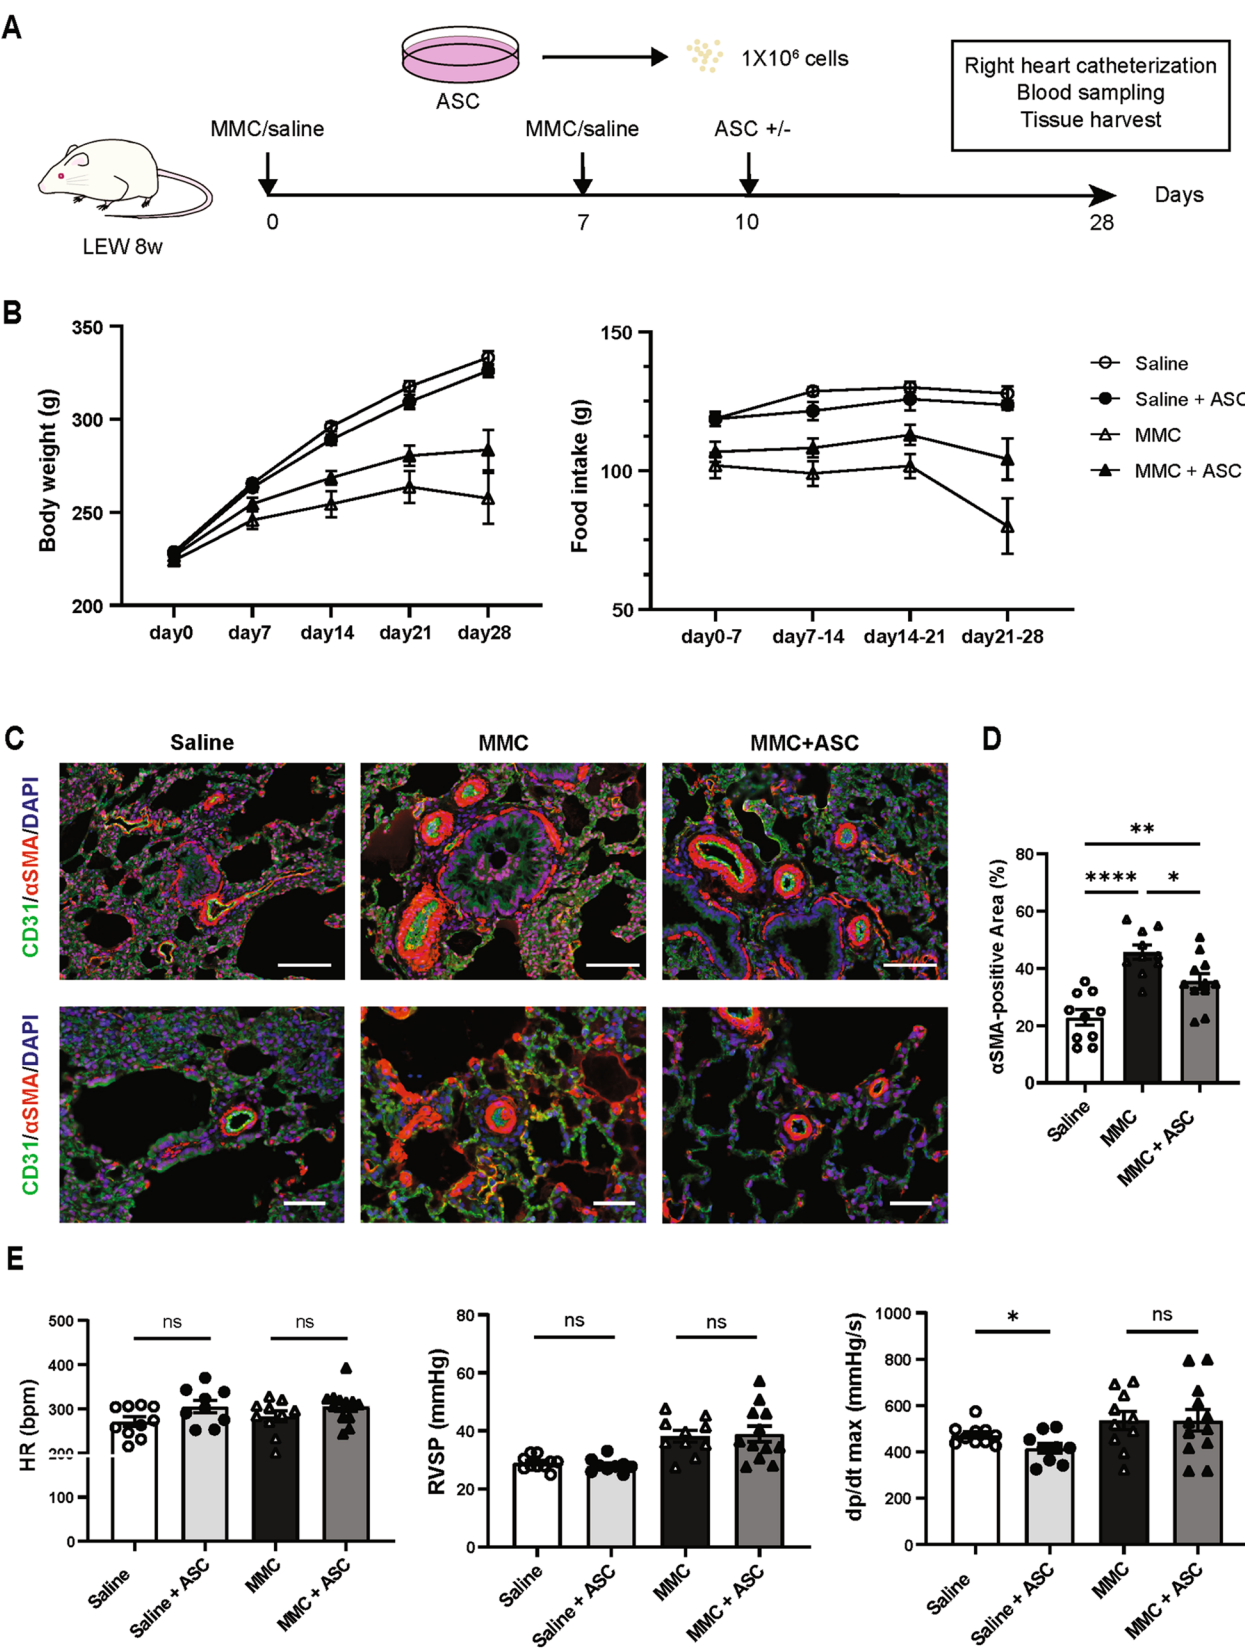 A
ASC
1X10⁶ cells
Right heart catheterization
Blood sampling
Tissue harvest
MMC/saline
MMC/saline
ASC +/-
LEW 8w
0
7
10
28
Days
B
Body weight (g)
350
300
250
200
day0
day7
day14
day21
day28
Food intake (g)
150
100
50
day0-7
day7-14
day14-21
day21-28
Saline
Saline + ASC
MMC
MMC + ASC
C
Saline
MMC
MMC+ASC
CD31/αSMA/DAPI
CD31/αSMA/DAPI
D
αSMA-positive Area (%)
80
60
40
20
0
**
****
*
Saline
MMC
MMC + ASC
E
HR (bpm)
500
400
300
200
100
0
ns
ns
Saline
Saline + ASC
MMC
MMC + ASC
RVSP (mmHg)
80
60
40
20
0
ns
ns
Saline
Saline + ASC
MMC
MMC + ASC
dp/dt max (mmHg/s)
1000
800
600
400
200
0
*
ns
Saline
Saline + ASC
MMC
MMC + ASC